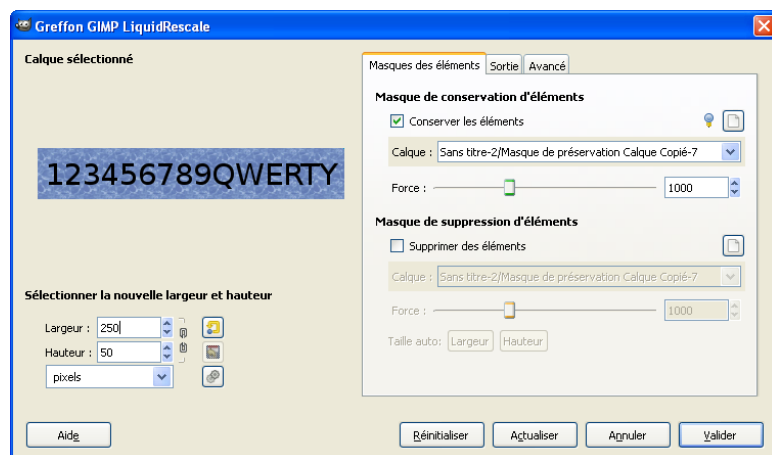 Greffon GIMP LiquidRescale
Calque sélectionné
123456789QWERTY
Sélectionner la nouvelle largeur et hauteur
Largeur : 250
Hauteur : 50
pixels
Masques des éléments Sortie Avancé
Masque de conservation d'éléments
Conserver les éléments
Calque : Sans titre-2/Masque de préservation Calque Copié-7
Force : 1000
Masque de suppression d'éléments
Supprimer des éléments
Calque : Sans titre-2/Masque de préservation Calque Copié-7
Force : 1000
Taille auto: Largeur Hauteur
Aide Réinitialiser Actualiser Annuler Valider